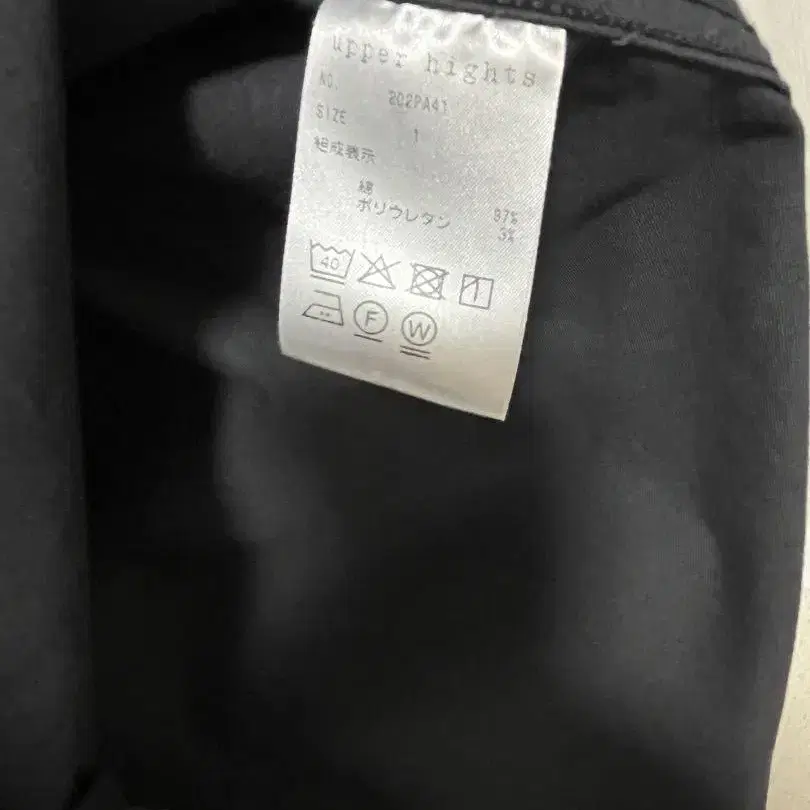 upper hights
NO. 202PA41
SIZE 1
組成表示
綿 97%
ポリウレタン 3%
40
F W